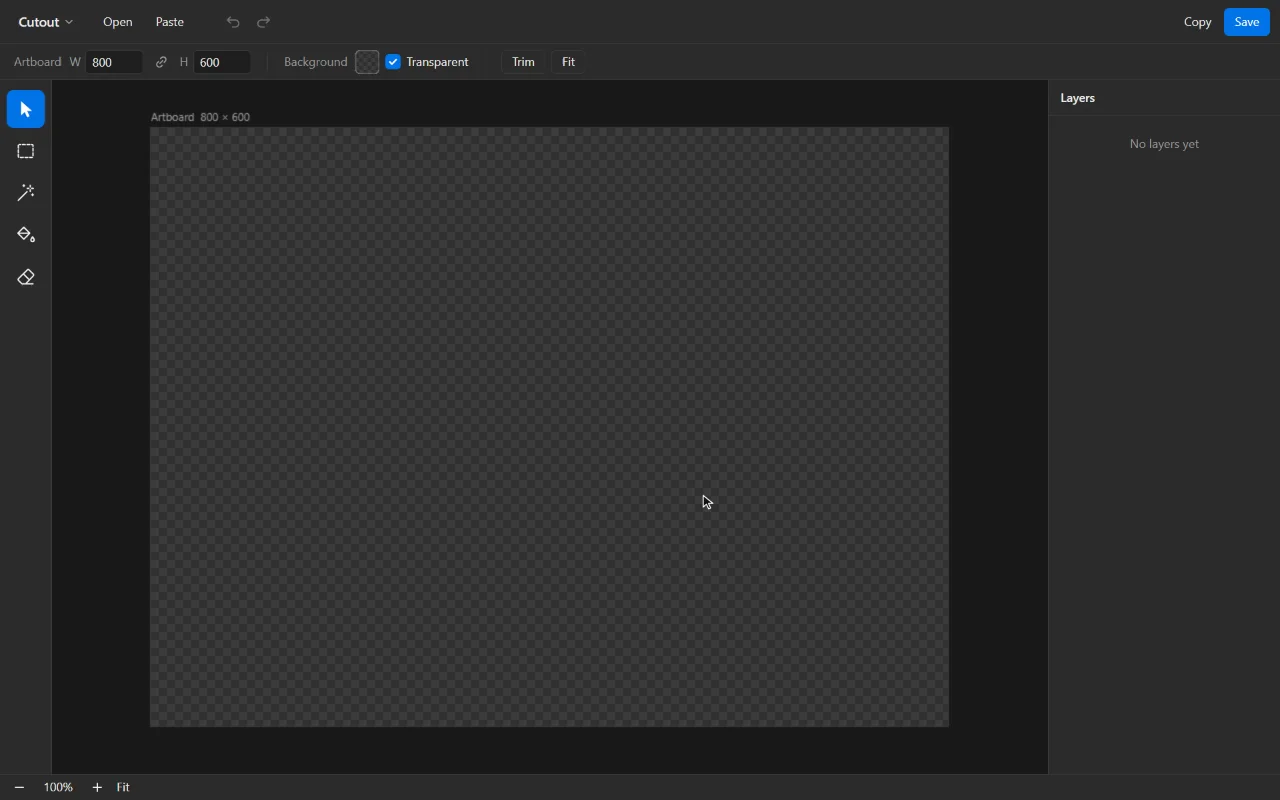 Cutout Open Paste Copy Save
Artboard W 800 H 600 Background Transparent Trim Fit
Layers
Artboard 800 × 600
No layers yet
100% Fit